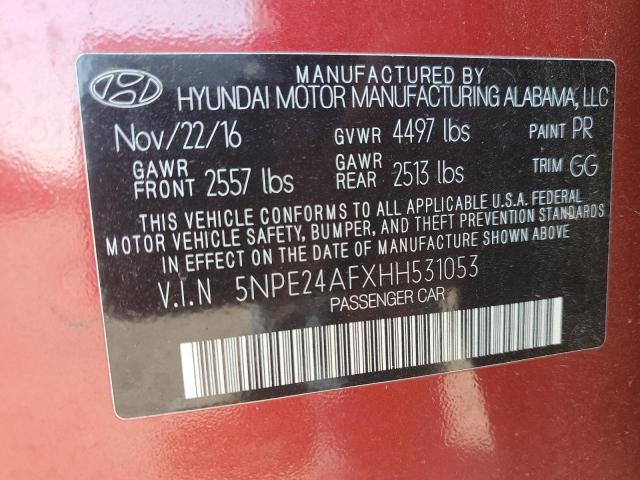 MANUFACTURED BY
HYUNDAI MOTOR MANUFACTURING ALABAMA, LLC
Nov/22/16 GVWR 4497 lbs PAINT PR
GAWR FRONT 2557 lbs GAWR REAR 2513 lbs TRIM GG
THIS VEHICLE CONFORMS TO ALL APPLICABLE U.S.A. FEDERAL
MOTOR VEHICLE SAFETY, BUMPER, AND THEFT PREVENTION STANDARDS
IN EFFECT ON THE DATE OF MANUFACTURE SHOWN ABOVE
V.I.N 5NPE24AFXHH531053
PASSENGER CAR